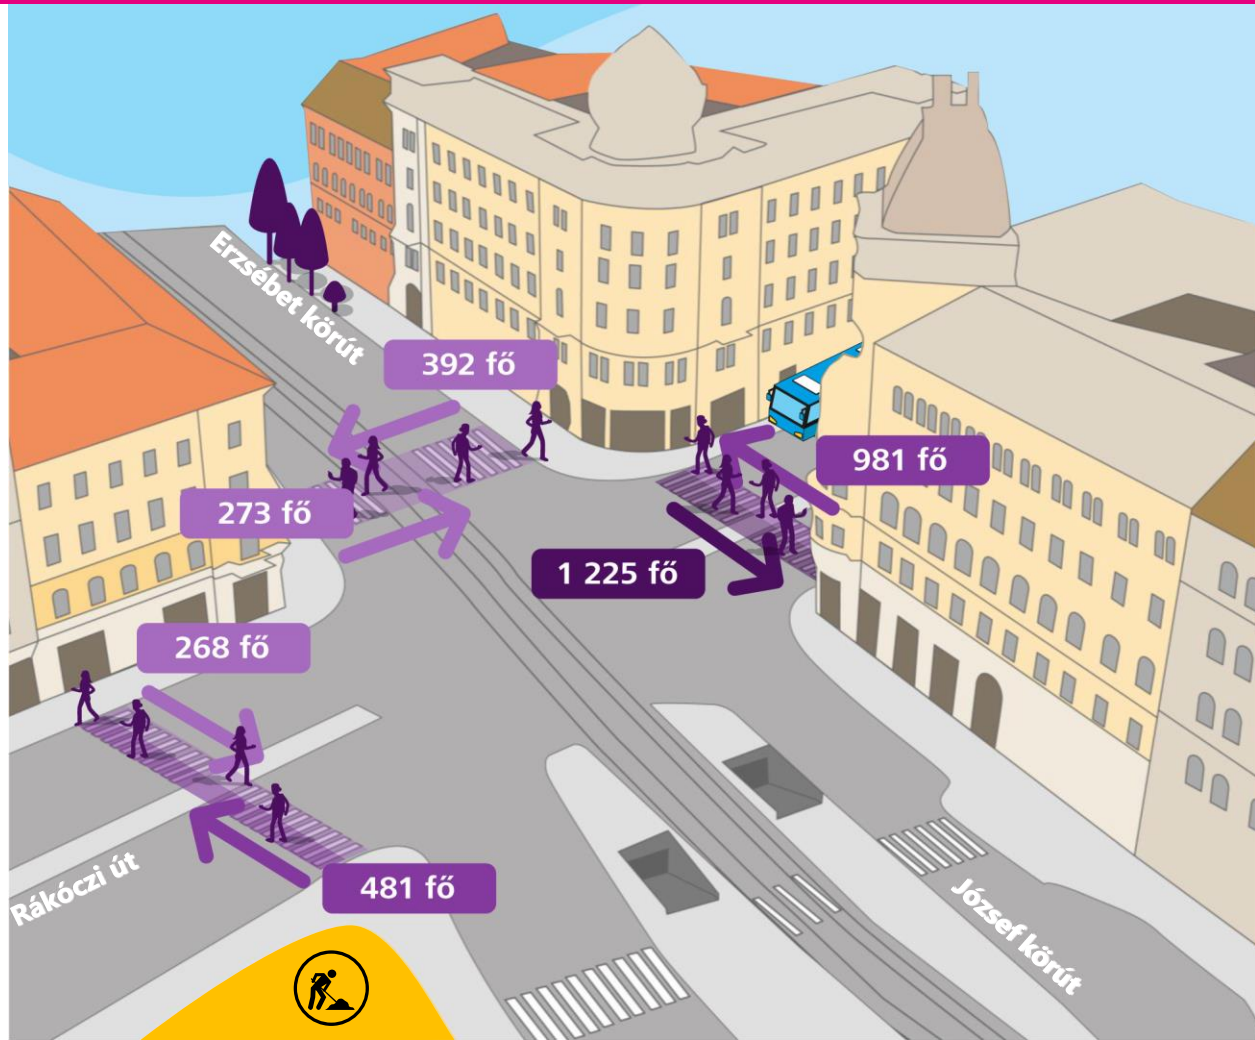 Erzsébet körút
392 fő
981 fő
273 fő
1 225 fő
268 fő
481 fő
Rákóczi út
József körút